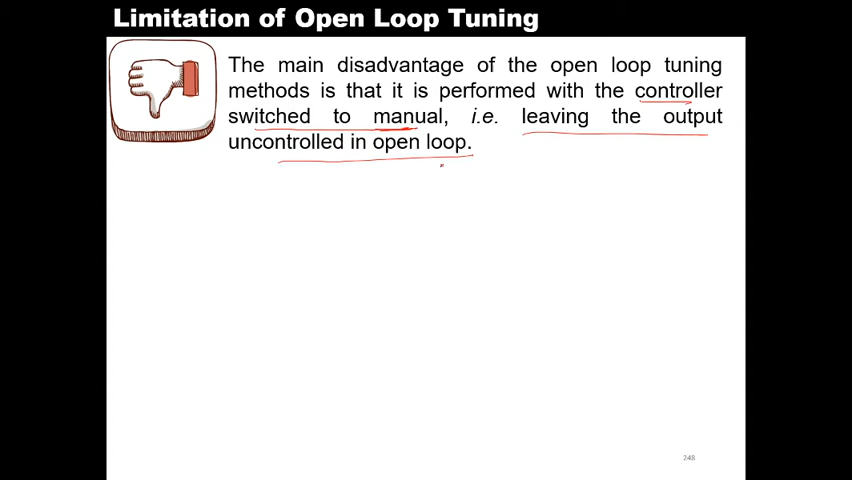 Limitation of Open Loop Tuning
The main disadvantage of the open loop tuning
methods is that it is performed with the controller
switched to manual, i.e. leaving the output
uncontrolled in open loop.
248